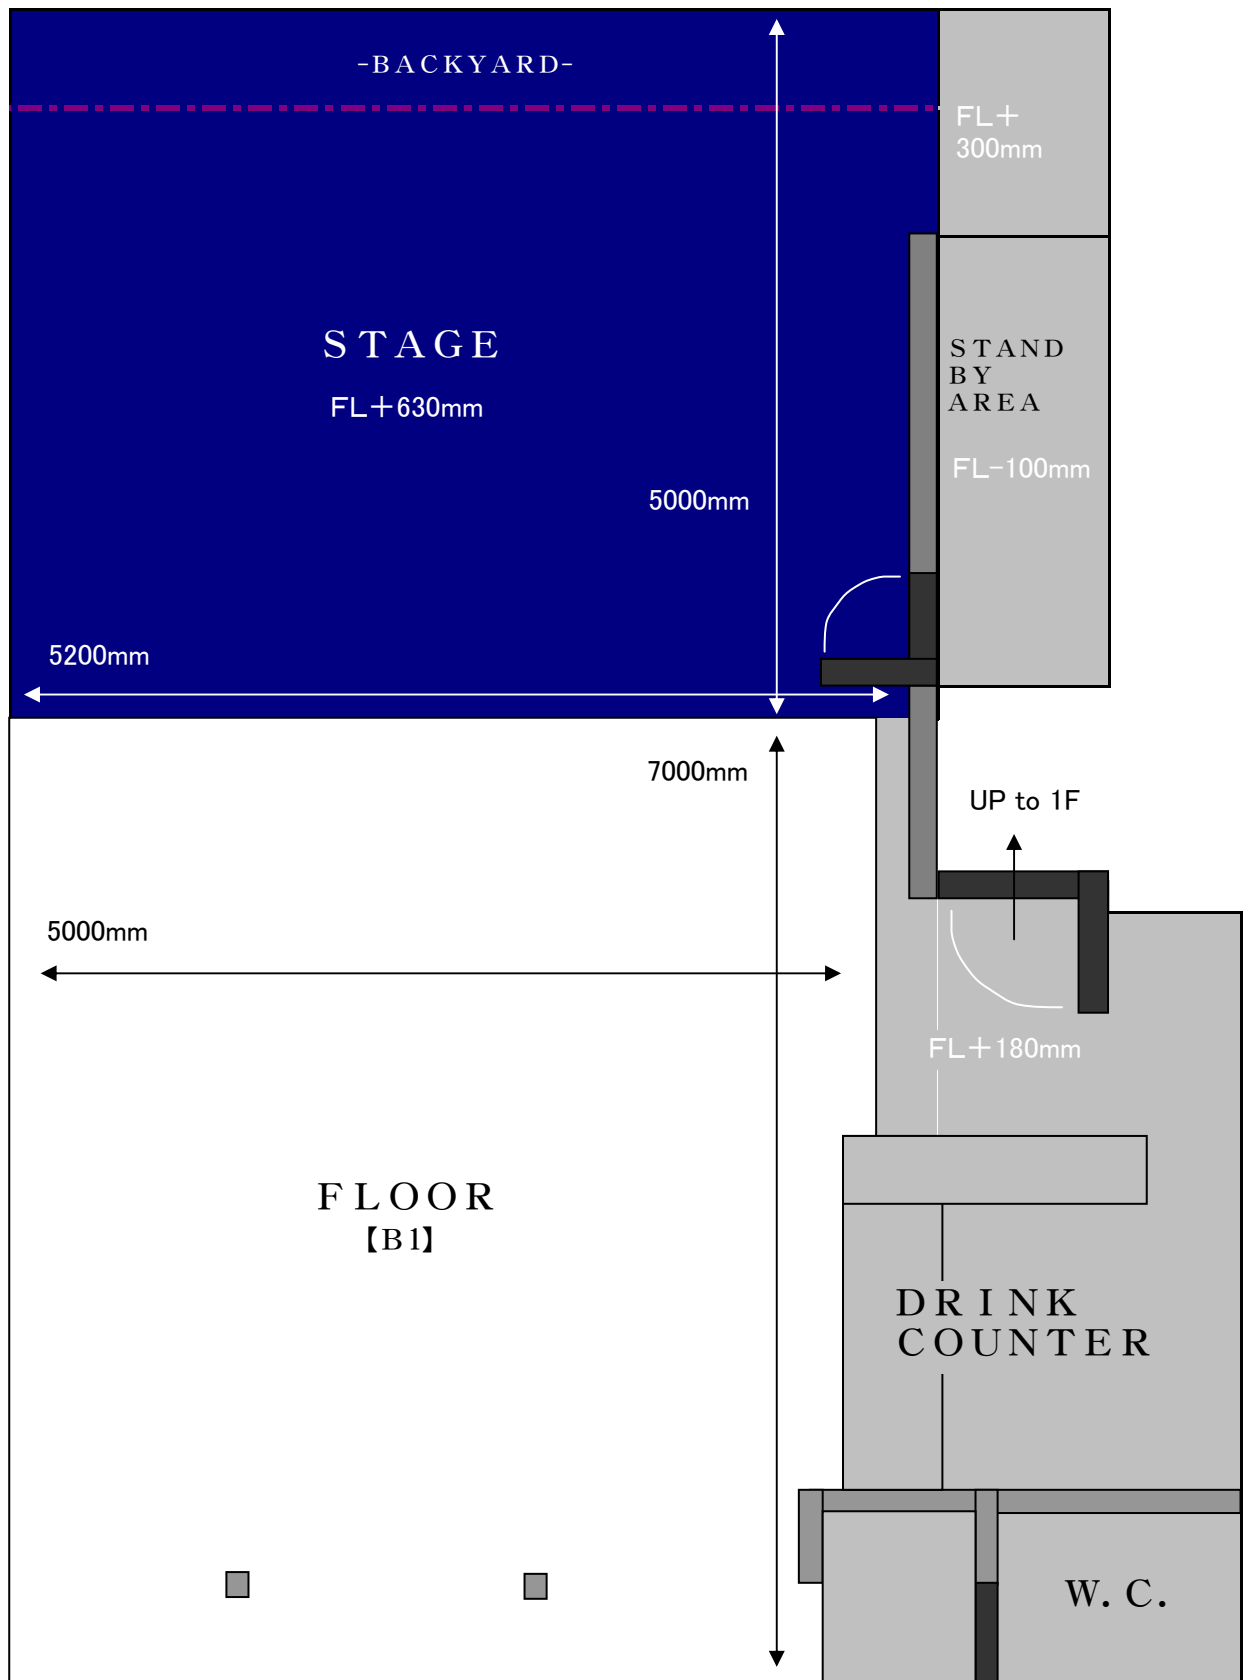 -BACKYARD-
FL+
300mm
STAGE
FL+630mm
STAND
BY
AREA
FL-100mm
5000mm
5200mm
7000mm
UP to 1F
5000mm
FL+180mm
FLOOR
【B1】
DRINK
COUNTER
W.C.